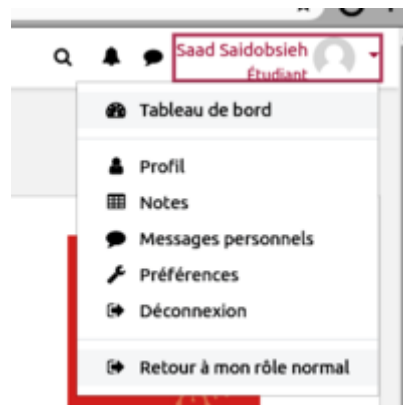 Saad Saidobsieh
Étudiant
Tableau de bord
Profil
Notes
Messages personnels
Préférences
Déconnexion
Retour à mon rôle normal